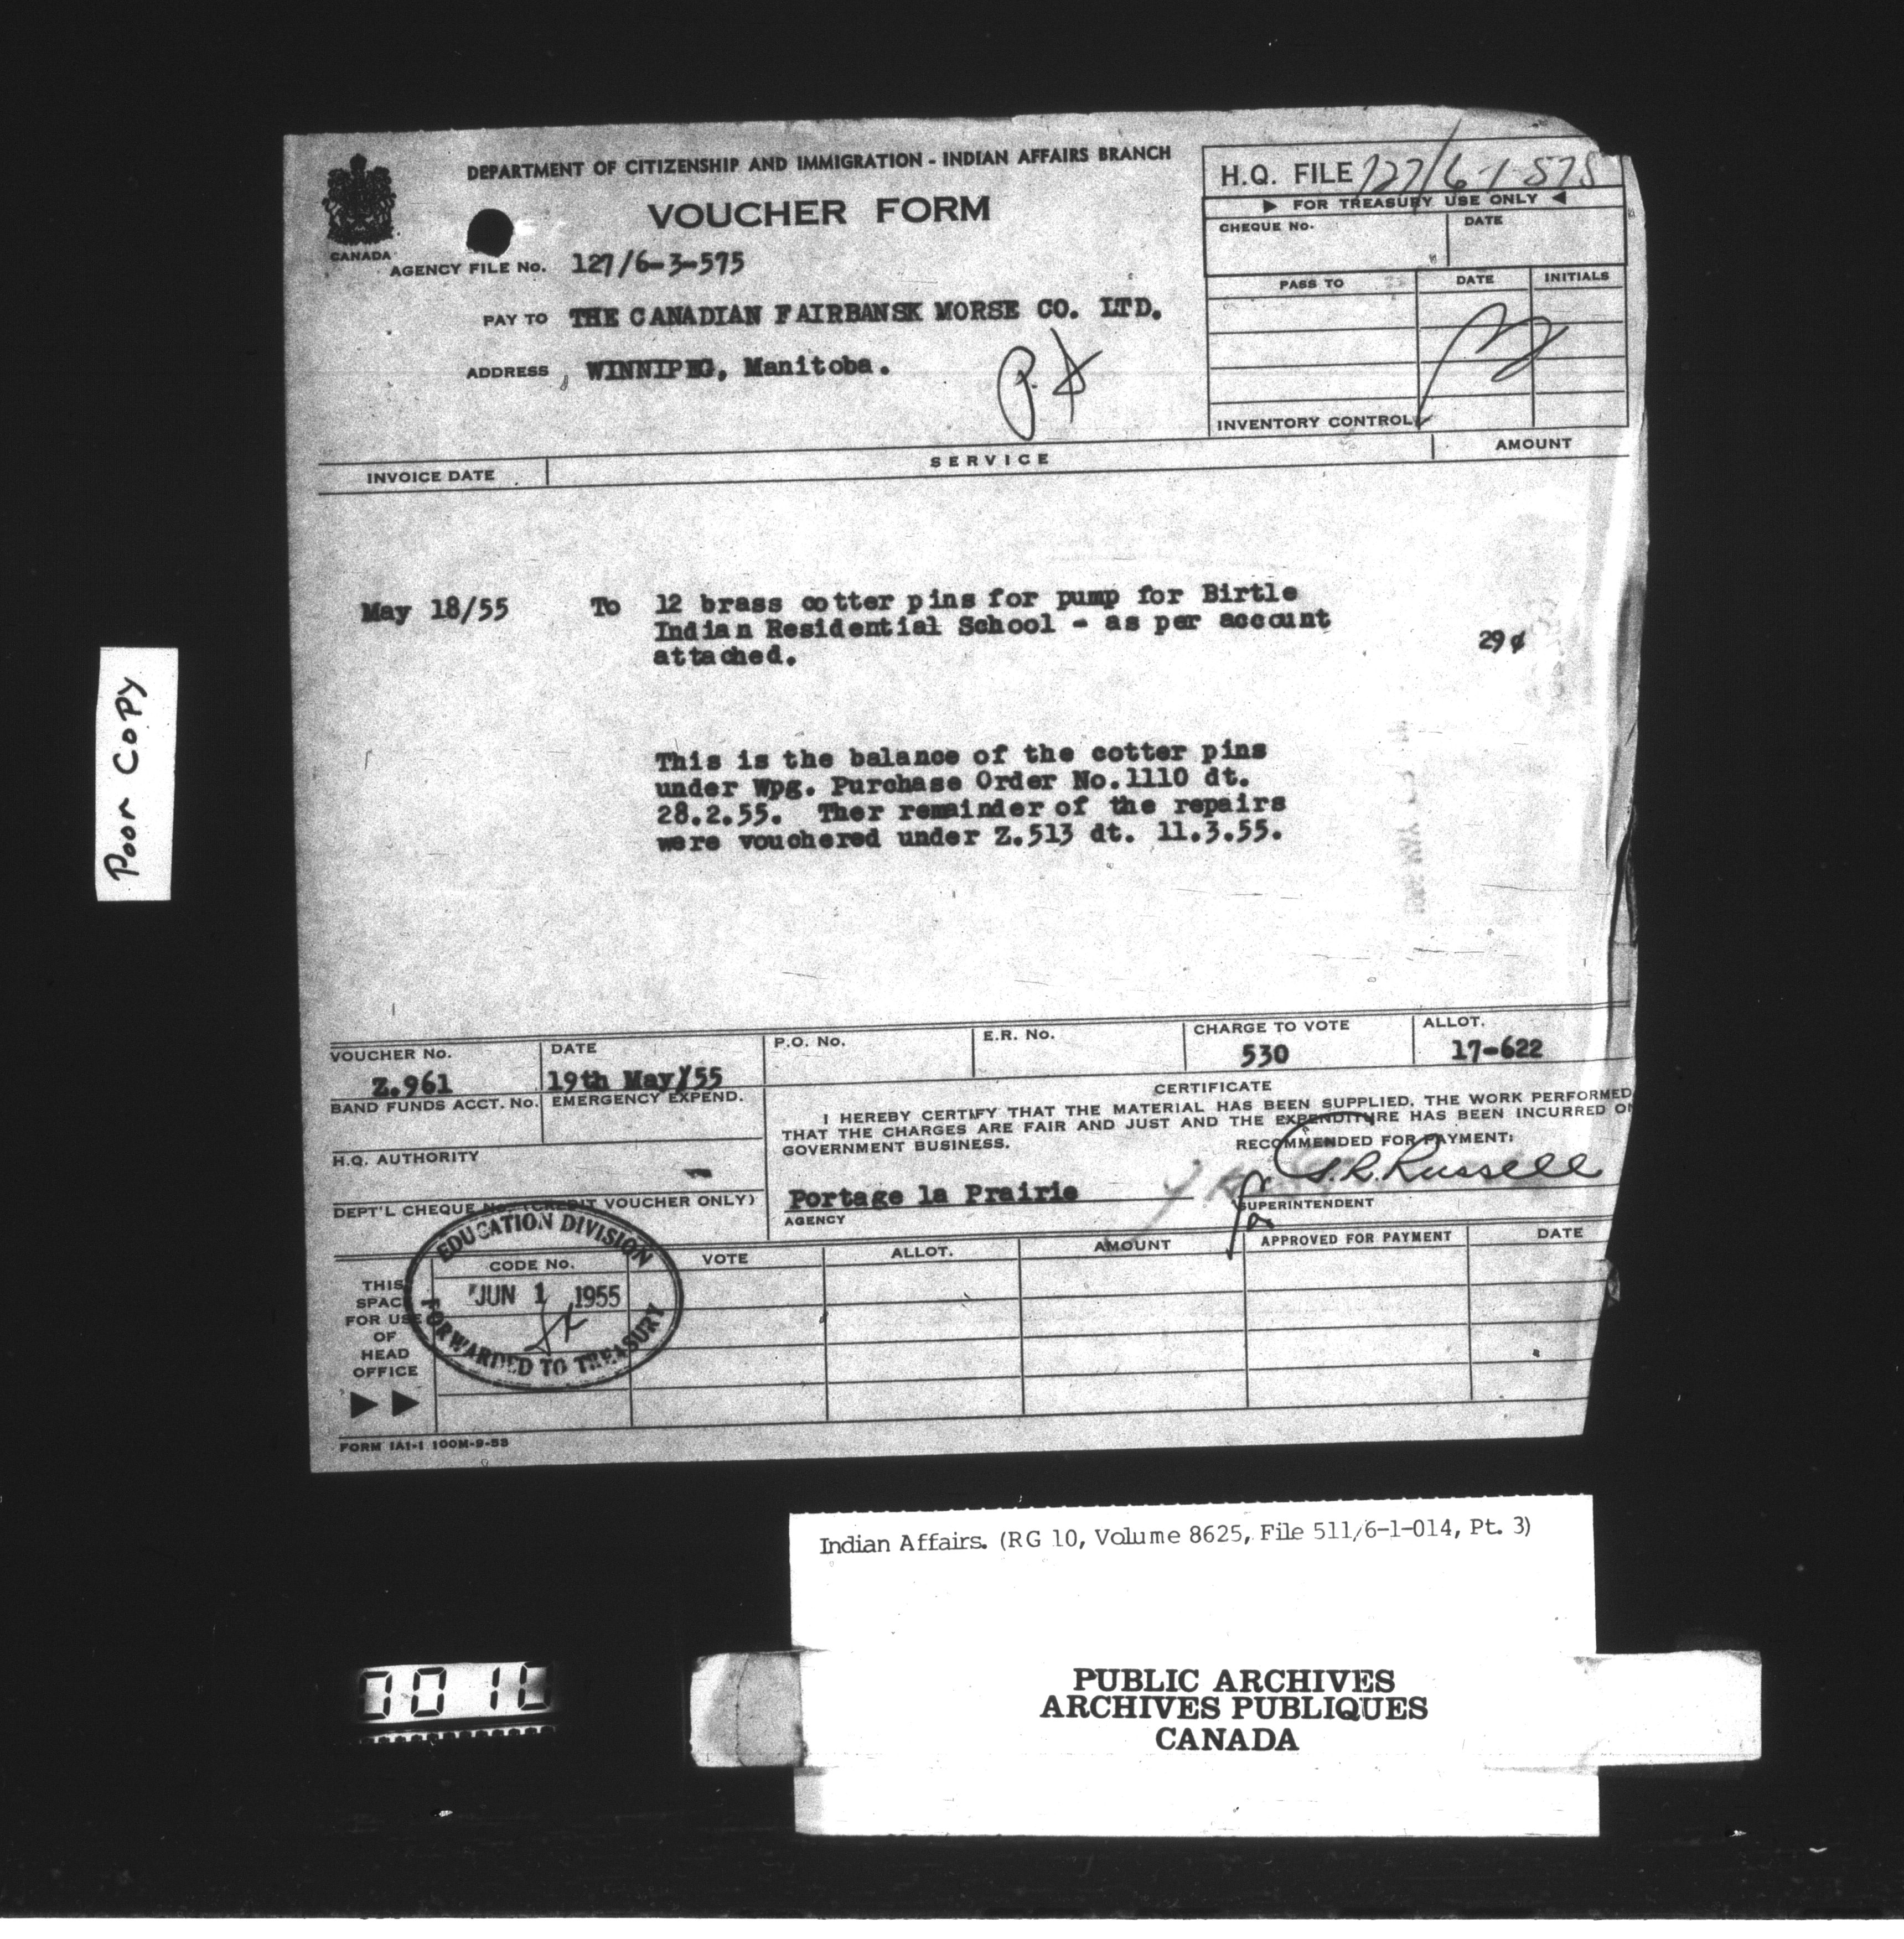 DEPARTMENT OF CITIZENSHIP AND IMMIGRATION - INDIAN AFFAIRS BRANCH
VOUCHER FORM
CANADA
AGENCY FILE No. 127/6-3-575
PAY TO THE CANADIAN FAIRBANSK MORSE CO. LTD.
ADDRESS WINNIPEG, Manitoba.
H.Q. FILE 127/6-1-575
FOR TREASURY USE ONLY
CHEQUE No. DATE
PASS TO DATE INITIALS
INVENTORY CONTROL
INVOICE DATE SERVICE AMOUNT
May 18/55 To 12 brass cotter pins for pump for Birtle
Indian Residential School - as per account
attached. 29¢
This is the balance of the cotter pins
under Wpg. Purchase Order No.1110 dt.
28.2.55. Ther remainder of the repairs
were vouchered under Z.513 dt. 11.3.55.
Poor Copy
VOUCHER No. DATE P.O. No. E.R. No. CHARGE TO VOTE ALLOT.
Z.961 19th May/55 530 17-622
BAND FUNDS ACCT. No. EMERGENCY EXPEND.
H.Q. AUTHORITY
DEPT'L CHEQUE No. (CREDIT VOUCHER ONLY)
CERTIFICATE
I HEREBY CERTIFY THAT THE MATERIAL HAS BEEN SUPPLIED. THE WORK PERFORMED
THAT THE CHARGES ARE FAIR AND JUST AND THE EXPENDITURE HAS BEEN INCURRED ON
GOVERNMENT BUSINESS.
RECOMMENDED FOR PAYMENT:
Portage la Prairie
AGENCY
S.R. Russell
for SUPERINTENDENT
THIS
SPACE
FOR USE
OF
HEAD
OFFICE
CODE No. VOTE ALLOT. AMOUNT APPROVED FOR PAYMENT DATE
EDUCATION DIVISION
JUN 1 1955
FORWARDED TO TREASURY
FORM IA1-1 100M-9-53
Indian Affairs. (RG 10, Volume 8625, File 511/6-1-014, Pt. 3)
PUBLIC ARCHIVES
ARCHIVES PUBLIQUES
CANADA